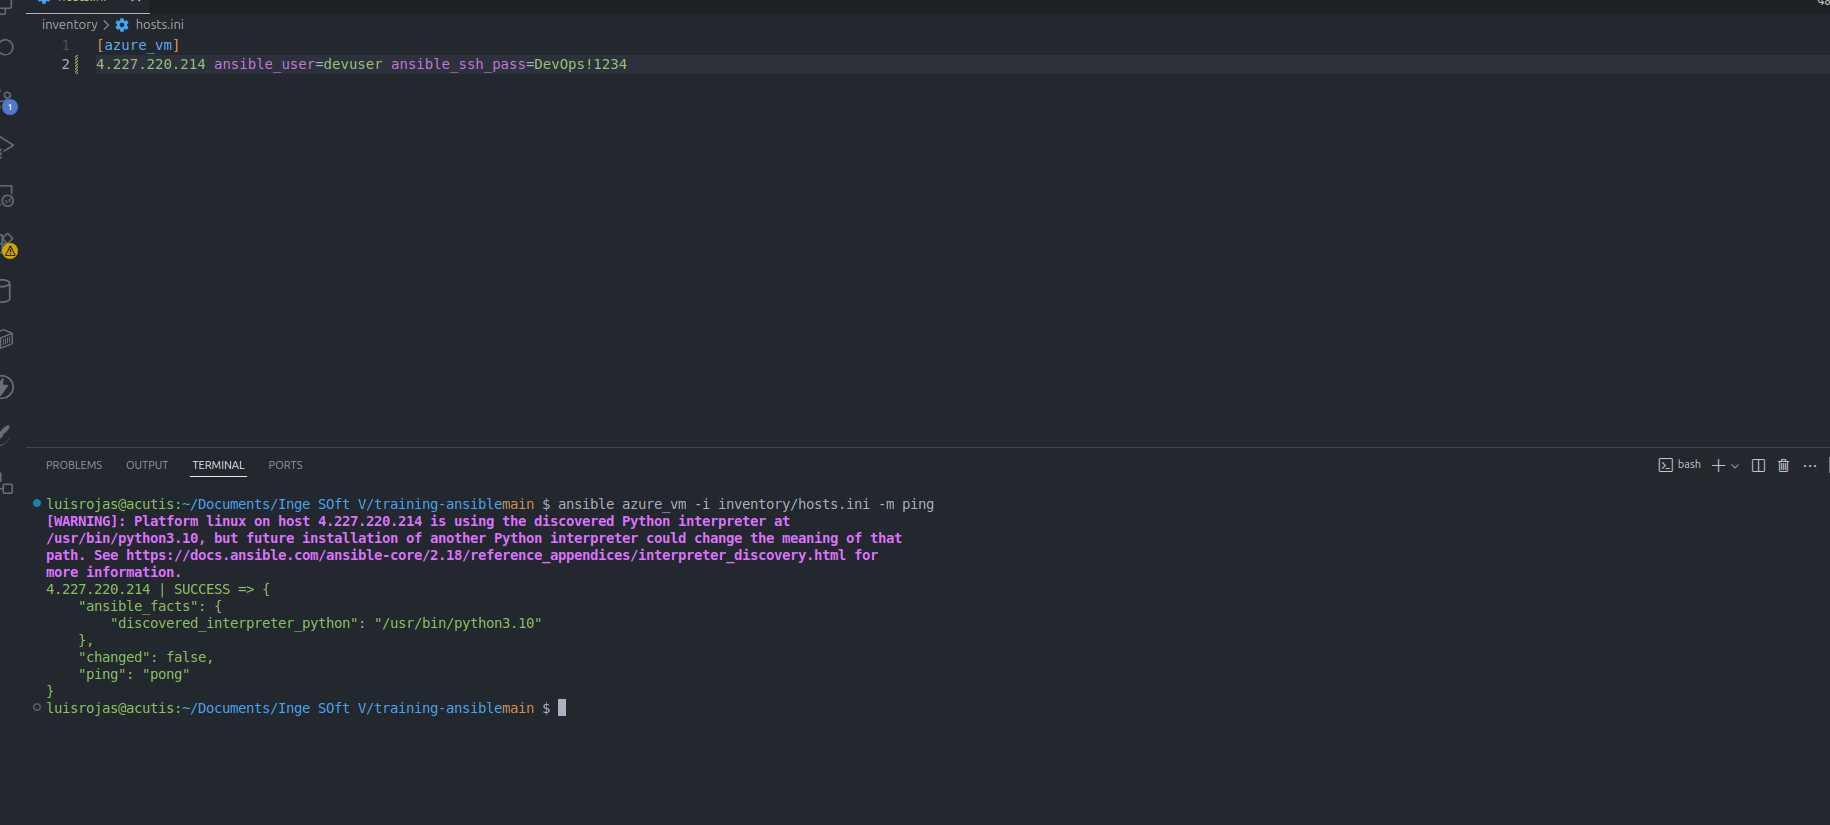 inventory > hosts.ini
1 [azure_vm]
2 4.227.220.214 ansible_user=devuser ansible_ssh_pass=DevOps!1234
1
PROBLEMS OUTPUT TERMINAL PORTS
bash
luisrojas@acutis:~/Documents/Inge SOft V/training-ansiblemain $ ansible azure_vm -i inventory/hosts.ini -m ping
[WARNING]: Platform linux on host 4.227.220.214 is using the discovered Python interpreter at
/usr/bin/python3.10, but future installation of another Python interpreter could change the meaning of that
path. See https://docs.ansible.com/ansible-core/2.18/reference_appendices/interpreter_discovery.html for
more information.
4.227.220.214 | SUCCESS => {
    "ansible_facts": {
        "discovered_interpreter_python": "/usr/bin/python3.10"
    },
    "changed": false,
    "ping": "pong"
}
luisrojas@acutis:~/Documents/Inge SOft V/training-ansiblemain $